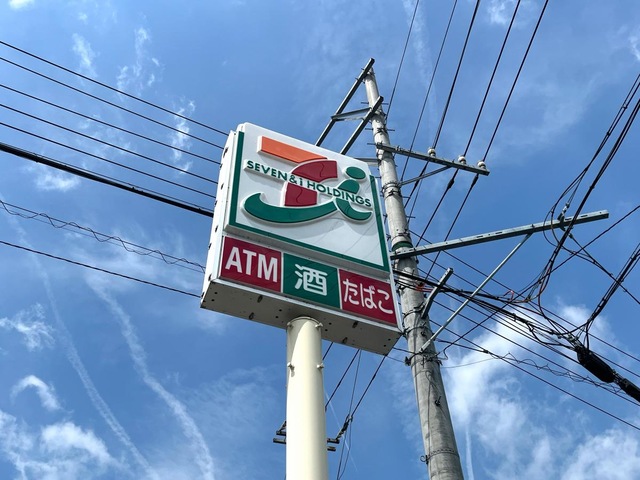 SEVEN&i HOLDINGS
ATM 酒 たばこ